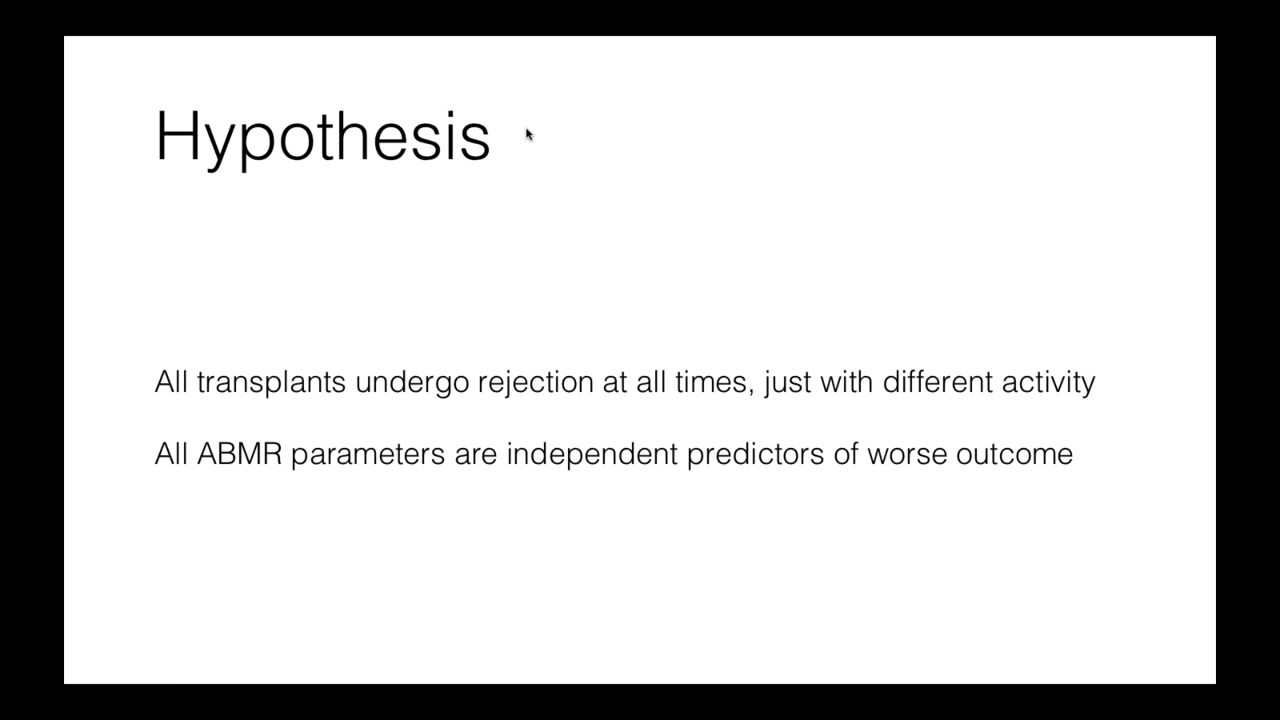 Hypothesis
All transplants undergo rejection at all times, just with different activity
All ABMR parameters are independent predictors of worse outcome